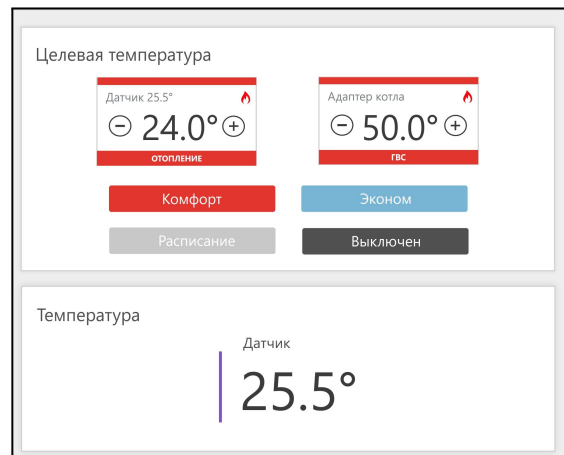 Целевая температура
Датчик 25.5°
24.0°
ОТОПЛЕНИЕ
Адаптер котла
50.0°
ГВС
Комфорт
Эконом
Расписание
Выключен
Температура
Датчик
25.5°